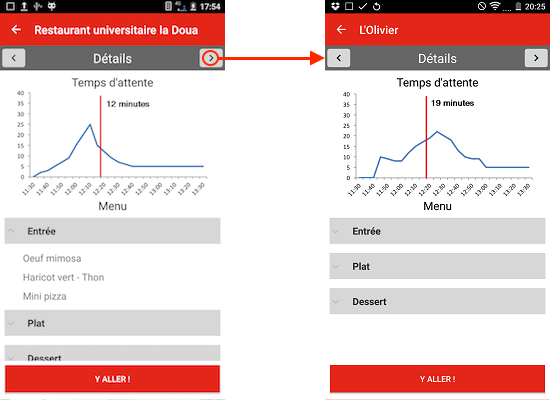 17:54
Restaurant universitaire la Doua
Détails
Temps d'attente
40
35
30
25
20
15
10
5
0
12 minutes
11:30
11:40
11:50
12:00
12:10
12:20
12:30
12:40
12:50
13:00
13:10
13:20
13:30
Menu
Entrée
Oeuf mimosa
Haricot vert - Thon
Mini pizza
Plat
Dessert
Y ALLER !
20:25
L'Olivier
Détails
Temps d'attente
40
35
30
25
20
15
10
5
0
19 minutes
11:30
11:40
11:50
12:00
12:10
12:20
12:30
12:40
12:50
13:00
13:10
13:20
13:30
Menu
Entrée
Plat
Dessert
Y ALLER !